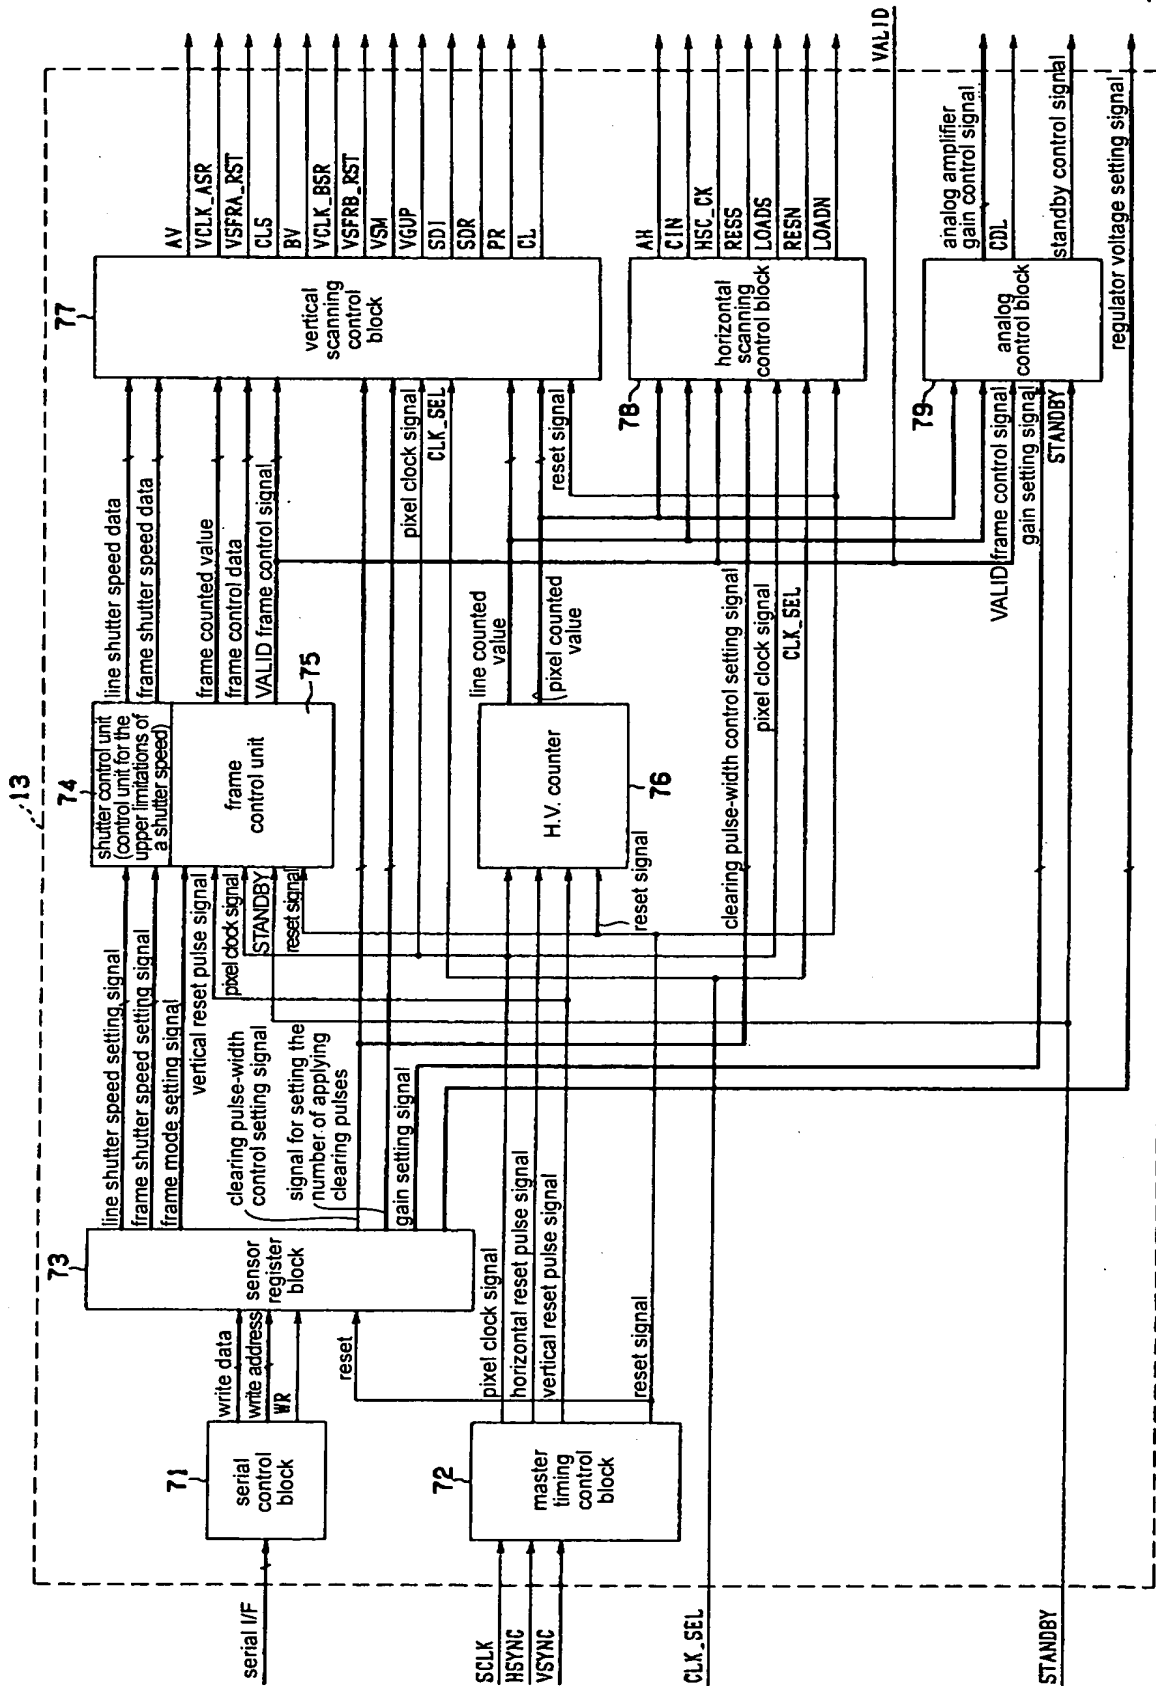 13
serial I/F
SCLK
HSYNC
VSYNC
CLK_SEL
STANDBY
71
serial
control
block
write data
write address
WR
72
master
timing
control
block
reset
pixel clock signal
horizontal reset pulse signal
vertical reset pulse signal
reset signal
73
sensor
register
block
line shutter speed setting signal
frame shutter speed setting signal
frame mode setting signal
vertical reset pulse signal
pixel clock signal
STANDBY
reset signal
clearing pulse-width
control setting signal
signal for setting the
number of applying
clearing pulses
gain setting signal
74
shutter control unit
(control unit for the
upper limitations of
a shutter speed)
frame
control unit
75
line shutter speed data
frame shutter speed data
frame counted value
frame control data
VALID frame control signal
H.V. counter
76
reset signal
line counted
value
pixel counted
value
clearing pulse-width control setting signal
pixel clock signal
CLK_SEL
pixel clock signal
CLK_SEL
reset signal
77
vertical
scanning
control
block
AV
VCLK_ASR
VSFRA_RST
CLS
BV
VCLK_BSR
VSFRB_RST
VSM
VGUP
SDI
SDR
PR
CL
78
horizontal
scanning
control block
AH
CIN
HSC_CK
RESS
LOADS
RESN
LOADN
VALID
VALID frame control signal
gain setting signal
STANDBY
79
analog
control block
analog amplifier
gain control signal
CDL
standby control signal
regulator voltage setting signal